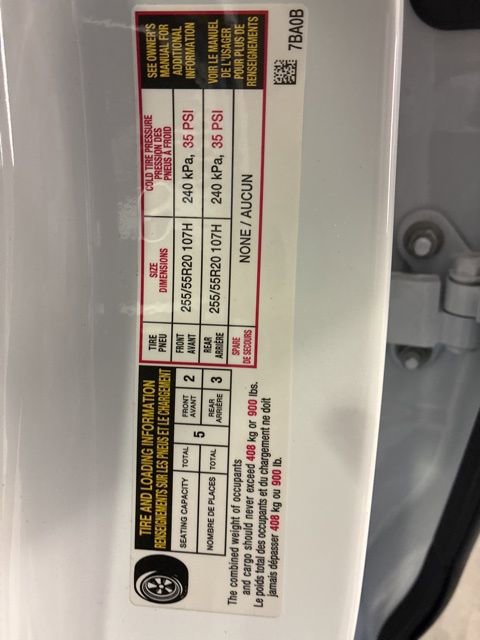 TIRE AND LOADING INFORMATION
RENSEIGNEMENTS SUR LES PNEUS ET LE CHARGEMENT
SEATING CAPACITY
NOMBRE DE PLACES
TOTAL
TOTAL
5
FRONT
AVANT
2
REAR
ARRIÈRE
3
The combined weight of occupants
and cargo should never exceed 408 kg or 900 lbs.
Le poids total des occupants et du chargement ne doit
jamais dépasser 408 kg ou 900 lb.
TIRE
PNEU
SIZE
DIMENSIONS
COLD TIRE PRESSURE
PRESSION DES
PNEUS À FROID
FRONT
AVANT
255/55R20 107H
240 kPa, 35 PSI
REAR
ARRIÈRE
255/55R20 107H
240 kPa, 35 PSI
SPARE
DE SECOURS
NONE / AUCUN
SEE OWNER'S
MANUAL FOR
ADDITIONAL
INFORMATION
VOIR LE MANUEL
DE L'USAGER
POUR PLUS DE
RENSEIGNEMENTS
7BA0B